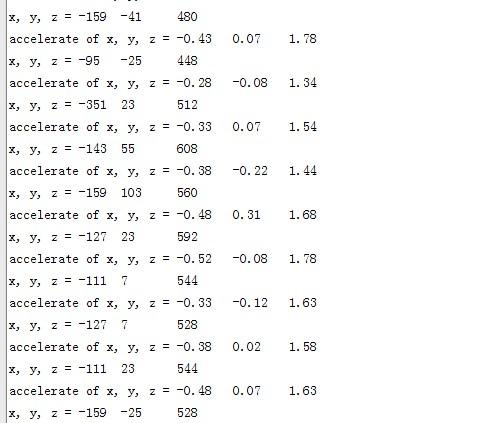 x, y, z = -159 -41 480
accelerate of x, y, z = -0.43 0.07 1.78
x, y, z = -95 -25 448
accelerate of x, y, z = -0.28 -0.08 1.34
x, y, z = -351 23 512
accelerate of x, y, z = -0.33 0.07 1.54
x, y, z = -143 55 608
accelerate of x, y, z = -0.38 -0.22 1.44
x, y, z = -159 103 560
accelerate of x, y, z = -0.48 0.31 1.68
x, y, z = -127 23 592
accelerate of x, y, z = -0.52 -0.08 1.78
x, y, z = -111 7 544
accelerate of x, y, z = -0.33 -0.12 1.63
x, y, z = -127 7 528
accelerate of x, y, z = -0.38 0.02 1.58
x, y, z = -111 23 544
accelerate of x, y, z = -0.48 0.07 1.63
x, y, z = -159 -25 528